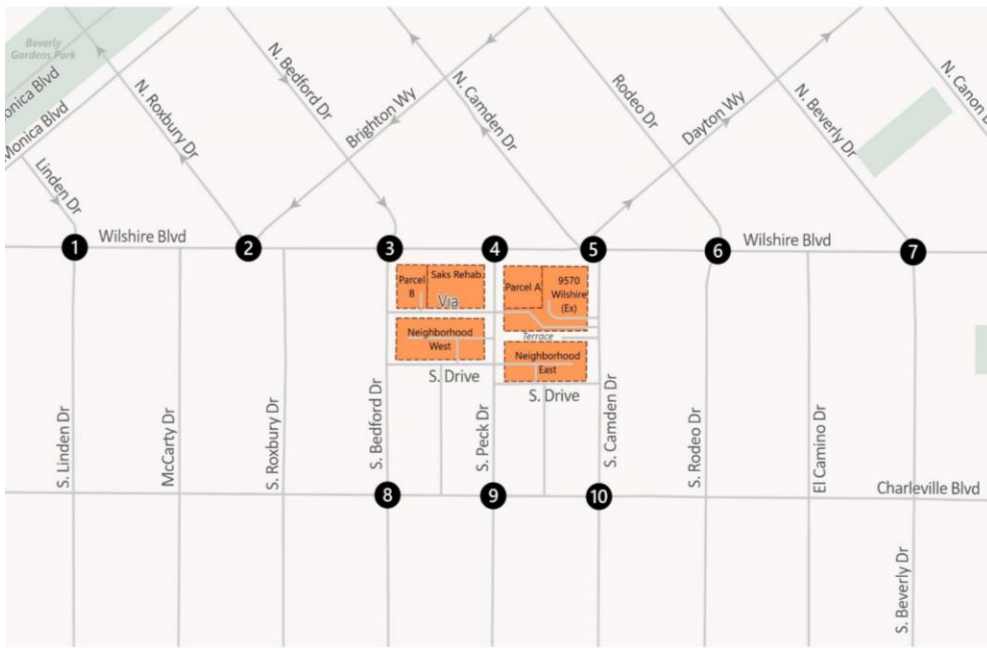 Beverly
Gardens Park
onica Blvd
Monica Blvd
Linden Dr
N. Roxbury Dr
N. Bedford Dr
Brighton Wy
N. Camden Dr
Rodeo Dr
Dayton Wy
N. Beverly Dr
N. Canon D
1
Wilshire Blvd
2
3
4
5
6
Wilshire Blvd
7
Parcel
B
Saks Rehab.
Via
Parcel A
9570
Wilshire
(Ex)
Neighborhood
West
Terrace
Neighborhood
East
S. Drive
S. Drive
S. Linden Dr
McCarty Dr
S. Roxbury Dr
S. Bedford Dr
S. Peck Dr
S. Camden Dr
S. Rodeo Dr
El Camino Dr
Charleville Blvd
8
9
10
S. Beverly Dr